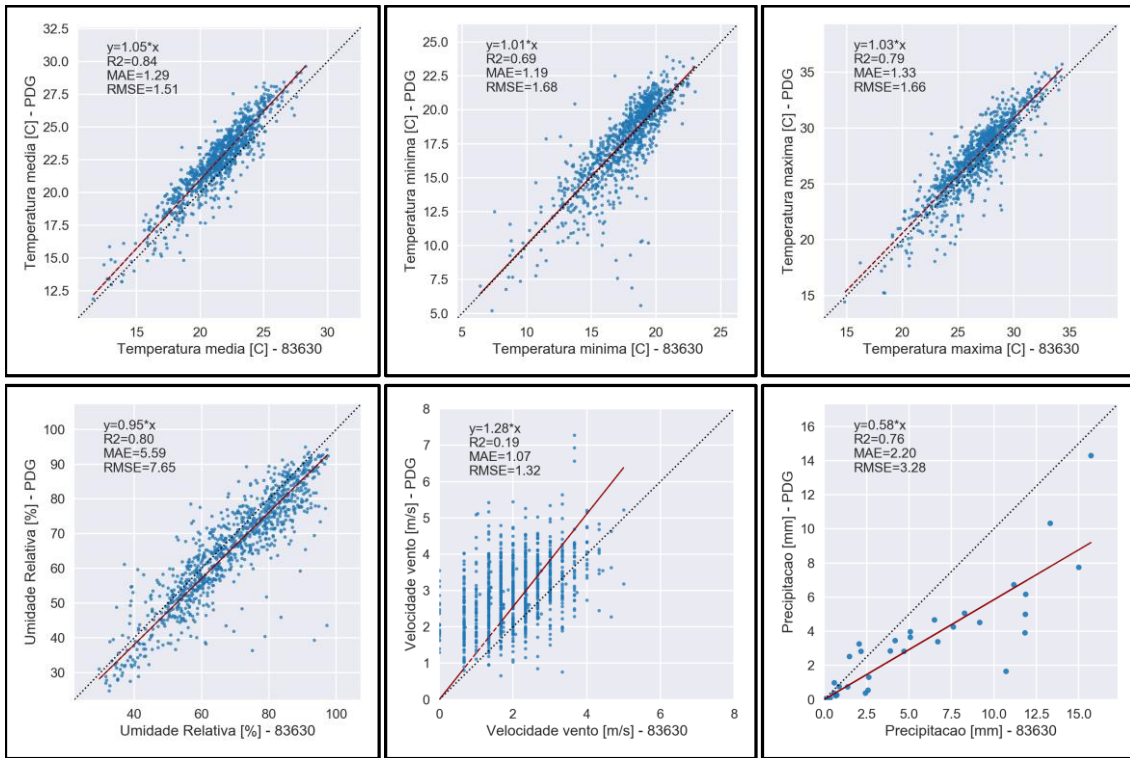 32.5
30.0
27.5
25.0
22.5
20.0
17.5
15.0
12.5
Temperatura media [C] - PDG
y=1.05*x
R2=0.84
MAE=1.29
RMSE=1.51
15 20 25 30
Temperatura media [C] - 83630
25.0
22.5
20.0
17.5
15.0
12.5
10.0
7.5
5.0
Temperatura minima [C] - PDG
y=1.01*x
R2=0.69
MAE=1.19
RMSE=1.68
5 10 15 20 25
Temperatura minima [C] - 83630
35
30
25
20
15
Temperatura maxima [C] - PDG
y=1.03*x
R2=0.79
MAE=1.33
RMSE=1.66
15 20 25 30 35
Temperatura maxima [C] - 83630
100
90
80
70
60
50
40
30
Umidade Relativa [%] - PDG
y=0.95*x
R2=0.80
MAE=5.59
RMSE=7.65
40 60 80 100
Umidade Relativa [%] - 83630
8
7
6
5
4
3
2
1
0
Velocidade vento [m/s] - PDG
y=1.28*x
R2=0.19
MAE=1.07
RMSE=1.32
0 2 4 6 8
Velocidade vento [m/s] - 83630
16
14
12
10
8
6
4
2
0
Precipitacao [mm] - PDG
y=0.58*x
R2=0.76
MAE=2.20
RMSE=3.28
0.0 2.5 5.0 7.5 10.0 12.5 15.0
Precipitacao [mm] - 83630